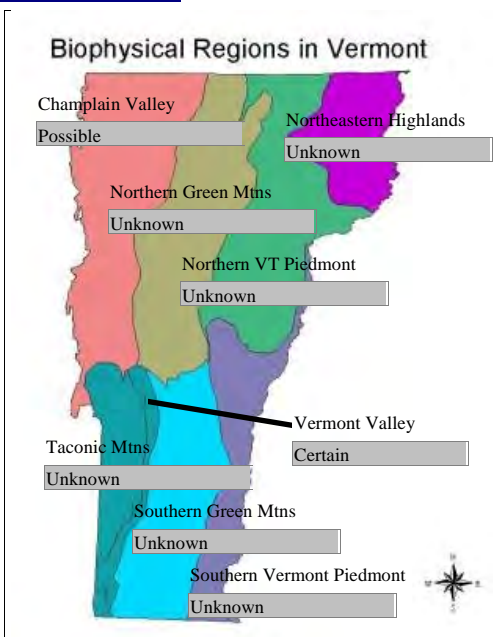 Biophysical Regions in Vermont
Champlain Valley
Possible
Northeastern Highlands
Unknown
Northern Green Mtns
Unknown
Northern VT Piedmont
Unknown
Vermont Valley
Certain
Taconic Mtns
Unknown
Southern Green Mtns
Unknown
Southern Vermont Piedmont
Unknown